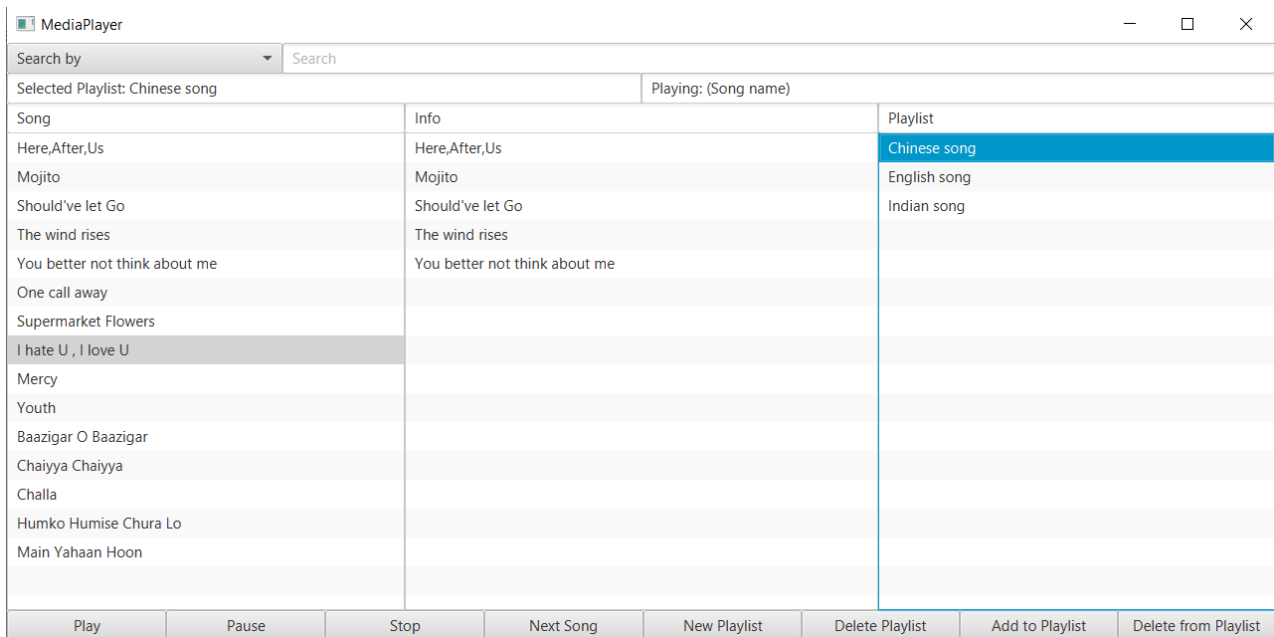 MediaPlayer
Search by Search
Selected Playlist: Chinese song Playing: (Song name)
Song Info Playlist
Here,After,Us Here,After,Us Chinese song
Mojito Mojito English song
Should've let Go Should've let Go Indian song
The wind rises The wind rises
You better not think about me You better not think about me
One call away
Supermarket Flowers
I hate U , I love U
Mercy
Youth
Baazigar O Baazigar
Chaiyya Chaiyya
Challa
Humko Humise Chura Lo
Main Yahaan Hoon
Play Pause Stop Next Song New Playlist Delete Playlist Add to Playlist Delete from Playlist